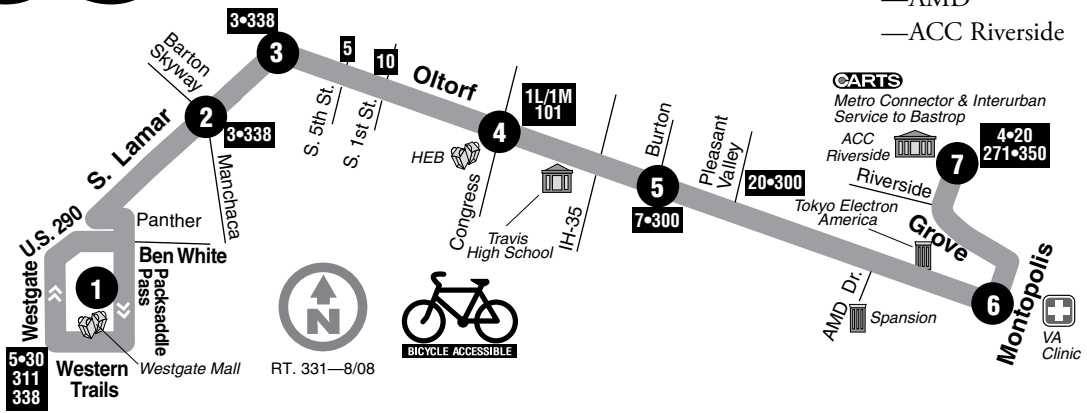 —AMD
—ACC Riverside
3•338
3
Barton
Skyway
2
3•338
S. Lamar
Manchaca
5
10
S. 5th St.
S. 1st St.
Oltorf
1L/1M
101
4
HEB
Congress
Travis
High School
IH-35
Burton
5
7•300
Pleasant
Valley
20•300
CARTS
Metro Connector & Interurban
Service to Bastrop
ACC
Riverside
7
4•20
271•350
Riverside
Tokyo Electron
America
Grove
6
Montopolis
AMD Dr.
Spansion
VA
Clinic
U.S. 290
Panther
Ben White
Westgate
1
Packsaddle
Pass
5•30
311
338
Western
Trails
Westgate Mall
N
RT. 331—8/08
BICYCLE ACCESSIBLE